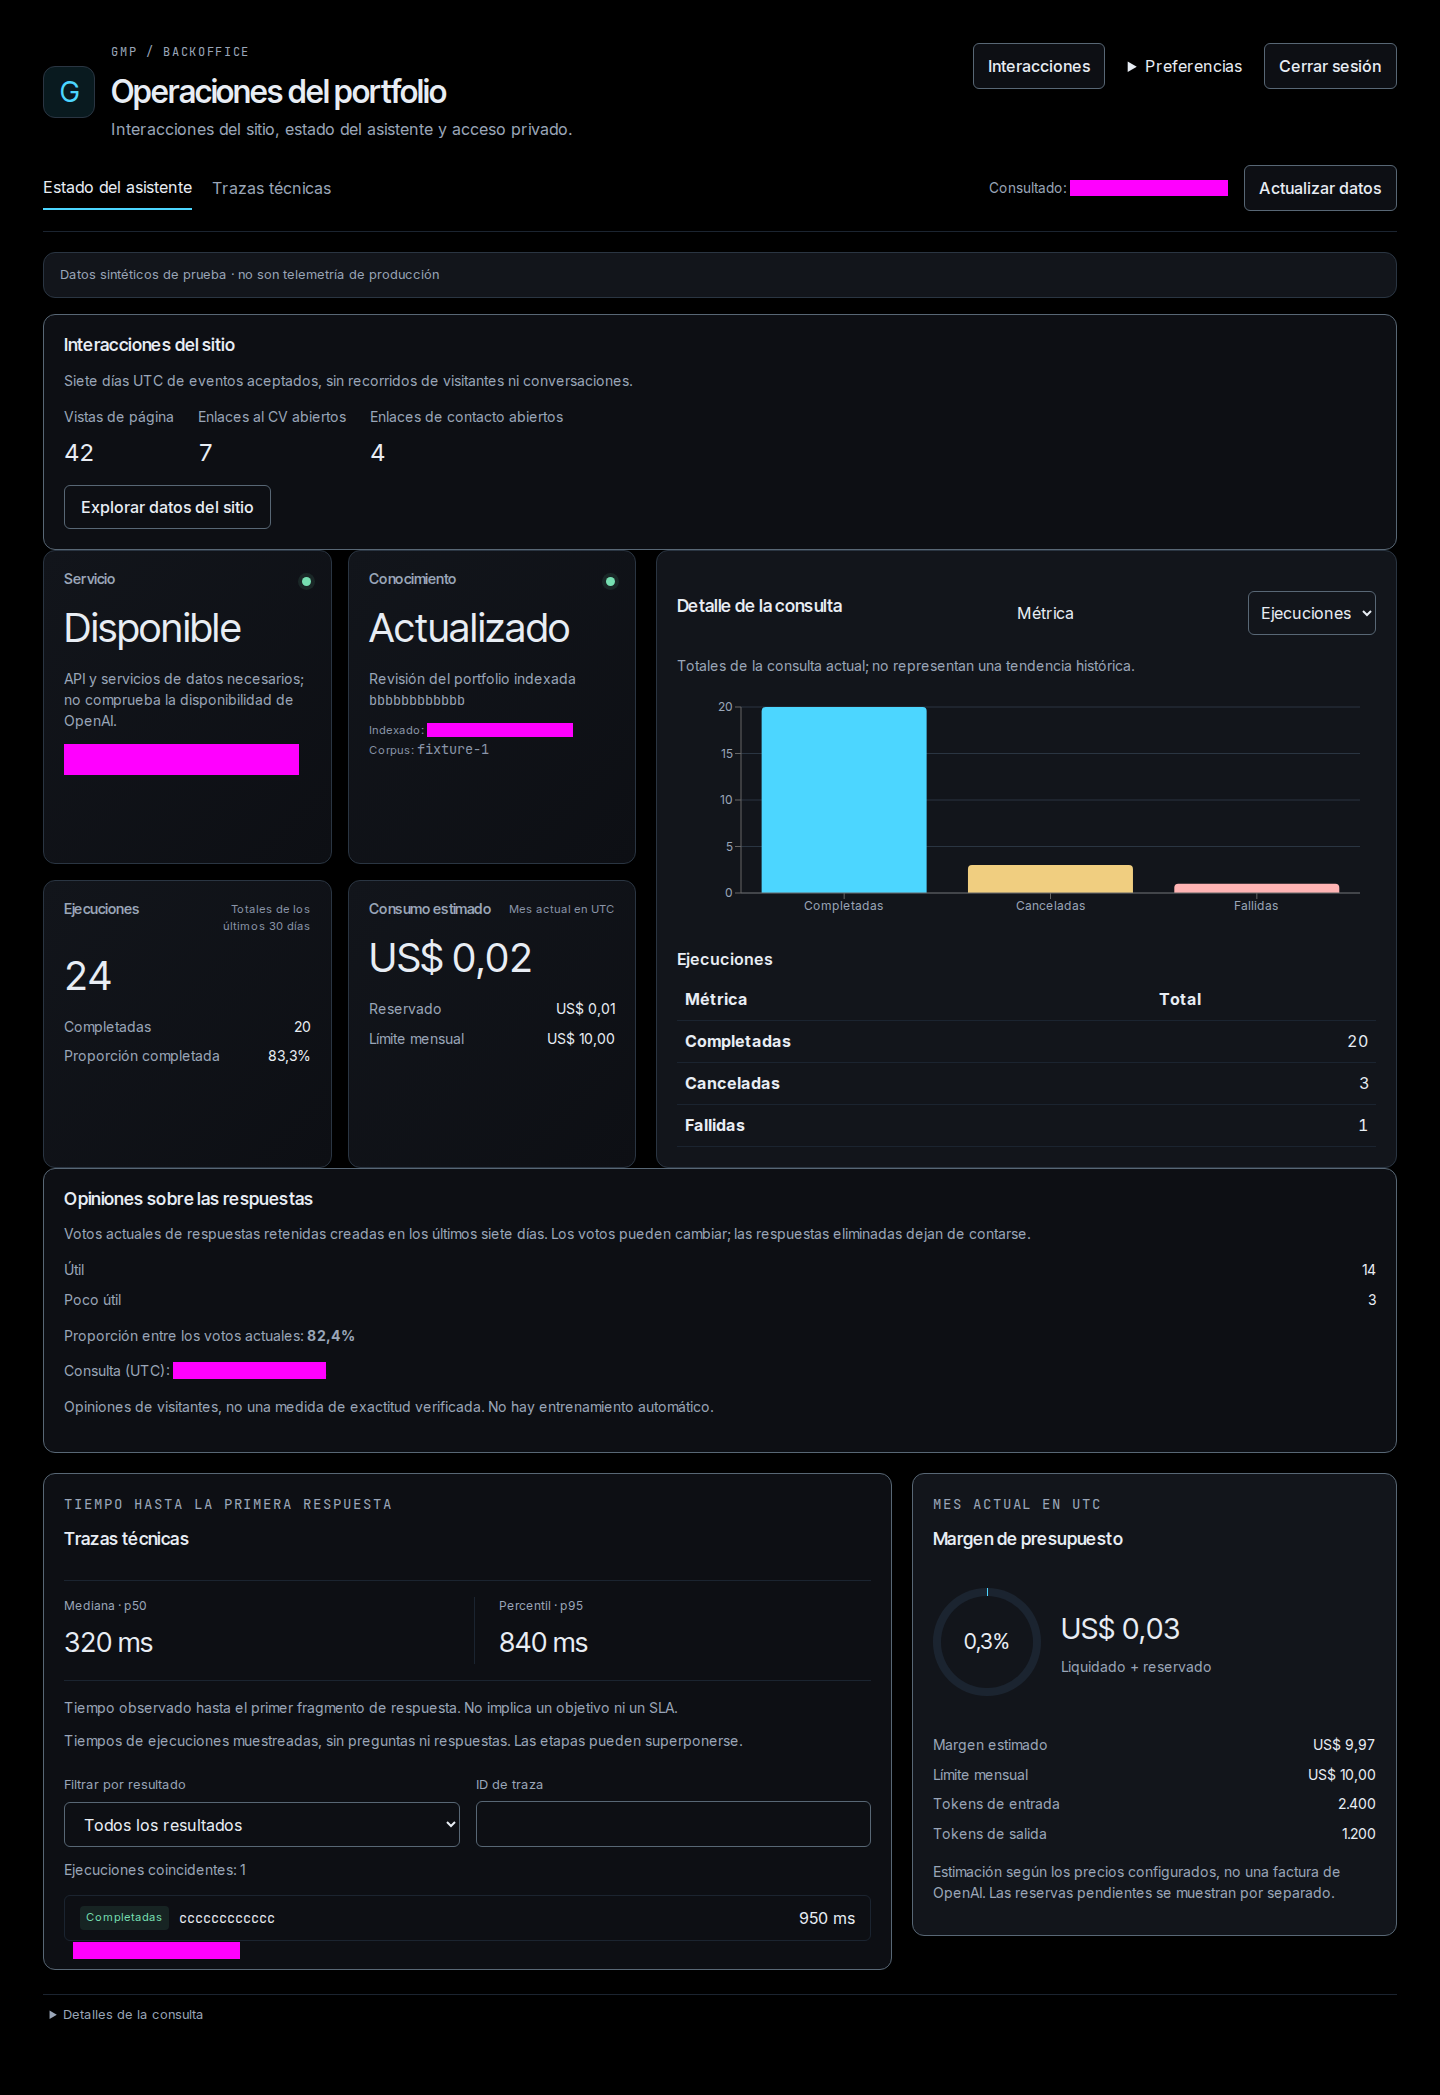 GMP / BACKOFFICE
G
Operaciones del portfolio
Interacciones del sitio, estado del asistente y acceso privado.
Interacciones
Preferencias
Cerrar sesión
Estado del asistente
Trazas técnicas
Consultado:
Actualizar datos
Datos sintéticos de prueba · no son telemetría de producción
Interacciones del sitio
Siete días UTC de eventos aceptados, sin recorridos de visitantes ni conversaciones.
Vistas de página
42
Enlaces al CV abiertos
7
Enlaces de contacto abiertos
4
Explorar datos del sitio
Servicio
Disponible
API y servicios de datos necesarios;
no comprueba la disponibilidad de
OpenAI.
Conocimiento
Actualizado
Revisión del portfolio indexada
bbbbbbbbbbbb
Indexado:
Corpus: fixture-1
Ejecuciones
Totales de los
últimos 30 días
24
Completadas 20
Proporción completada 83,3%
Consumo estimado
Mes actual en UTC
US$ 0,02
Reservado US$ 0,01
Límite mensual US$ 10,00
Detalle de la consulta
Métrica
Ejecuciones
Totales de la consulta actual; no representan una tendencia histórica.
20
15
10
5
0
Completadas
Canceladas
Fallidas
Ejecuciones
Métrica Total
Completadas 20
Canceladas 3
Fallidas 1
Opiniones sobre las respuestas
Votos actuales de respuestas retenidas creadas en los últimos siete días. Los votos pueden cambiar; las respuestas eliminadas dejan de contarse.
Útil 14
Poco útil 3
Proporción entre los votos actuales: 82,4%
Consulta (UTC):
Opiniones de visitantes, no una medida de exactitud verificada. No hay entrenamiento automático.
TIEMPO HASTA LA PRIMERA RESPUESTA
Trazas técnicas
Mediana · p50
320 ms
Percentil · p95
840 ms
Tiempo observado hasta el primer fragmento de respuesta. No implica un objetivo ni un SLA.
Tiempos de ejecuciones muestreadas, sin preguntas ni respuestas. Las etapas pueden superponerse.
Filtrar por resultado
Todos los resultados
ID de traza
Ejecuciones coincidentes: 1
Completadas cccccccccccc 950 ms
MES ACTUAL EN UTC
Margen de presupuesto
0,3%
US$ 0,03
Liquidado + reservado
Margen estimado US$ 9,97
Límite mensual US$ 10,00
Tokens de entrada 2.400
Tokens de salida 1.200
Estimación según los precios configurados, no una factura de
OpenAI. Las reservas pendientes se muestran por separado.
Detalles de la consulta